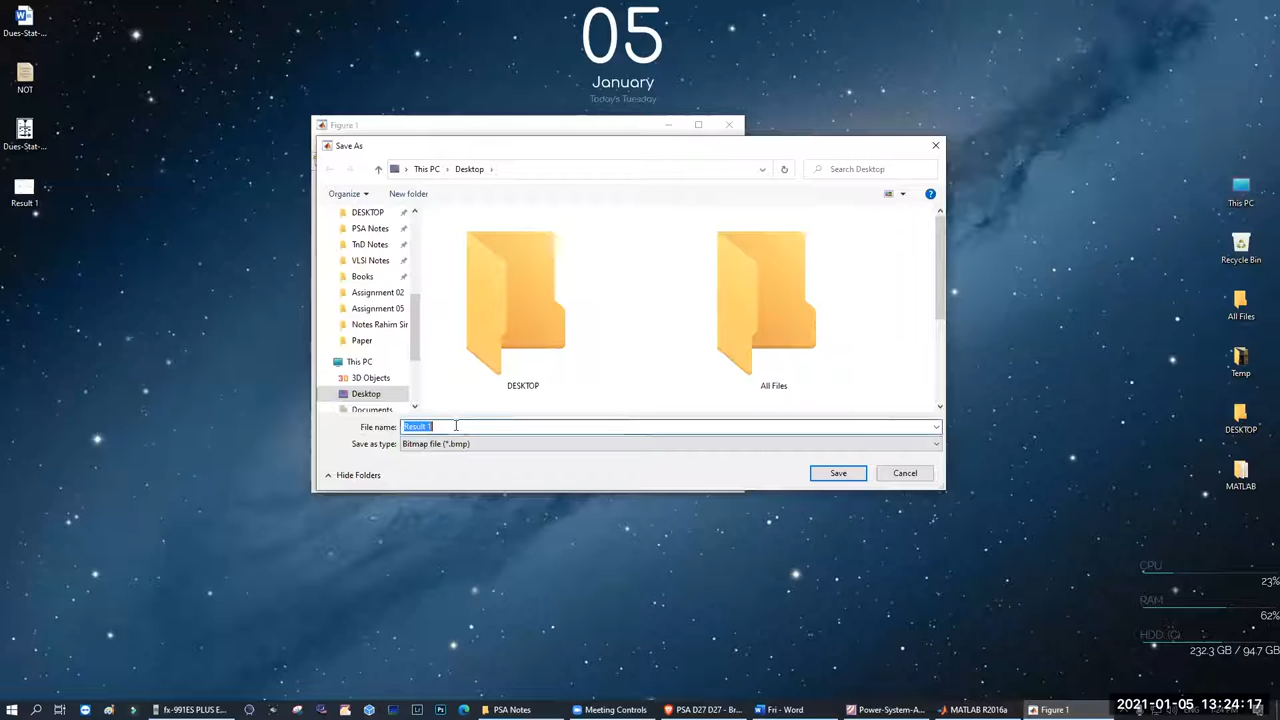 05
January
Today's Tuesday
Dues-Stat-...
NOT
Dues-Stat-...
Result 1
Figure 1
Save As
This PC
Desktop
Search Desktop
Organize
New folder
DESKTOP
PSA Notes
TnD Notes
VLSI Notes
Books
Assignment 02
Assignment 05
Notes Rahim Sir
Paper
This PC
3D Objects
Desktop
Documents
DESKTOP
All Files
File name:
Result 1
Save as type:
Bitmap file (*.bmp)
Hide Folders
Save
Cancel
This PC
Recycle Bin
All Files
Temp
DESKTOP
MATLAB
CPU
23%
RAM
62%
HDD (C)
232.3 GB / 94.7 GB
fx-991ES PLUS E...
PSA Notes
Meeting Controls
PSA D27 D27 - Br...
Fri - Word
Power-System-A...
MATLAB R2016a
Figure 1
2021-01-05 13:24:17